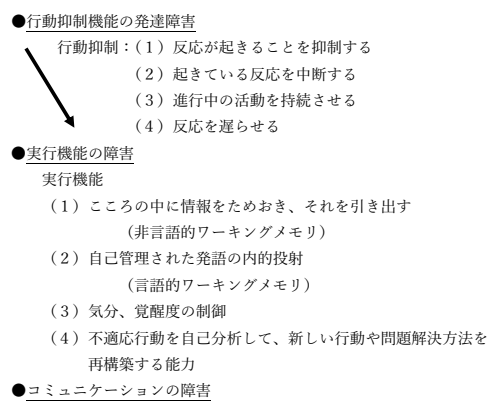 ●行動抑制機能の発達障害
行動抑制：（１）反応が起きることを抑制する
（２）起きている反応を中断する
（３）進行中の活動を持続させる
（４）反応を遅らせる
●実行機能の障害
実行機能
（１）こころの中に情報をためおき、それを引き出す
（非言語的ワーキングメモリ）
（２）自己管理された発語の内的投射
（言語的ワーキングメモリ）
（３）気分、覚醒度の制御
（４）不適応行動を自己分析して、新しい行動や問題解決方法を
再構築する能力
●コミュニケーションの障害